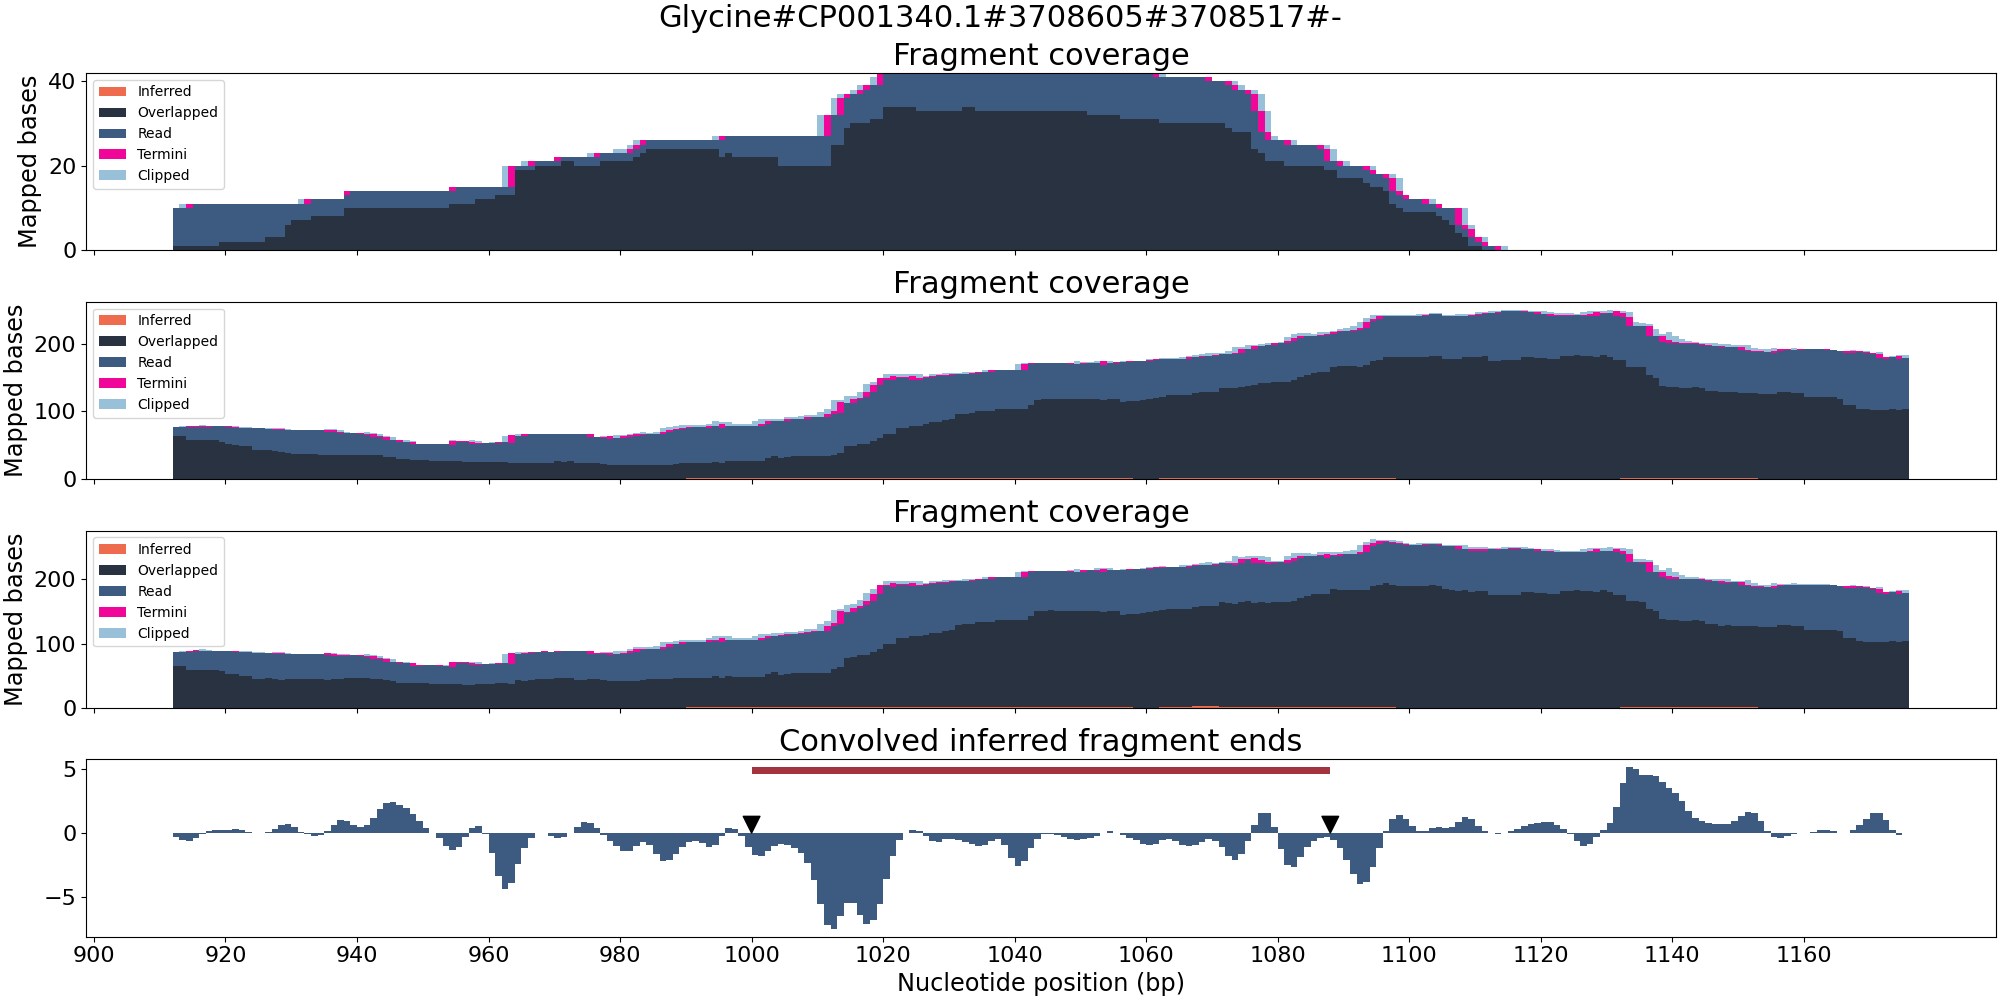 Glycine#CP001340.1#3708605#3708517#-
Fragment coverage
Mapped bases
40
20
0
Inferred
Overlapped
Read
Termini
Clipped
Fragment coverage
Mapped bases
200
100
0
Inferred
Overlapped
Read
Termini
Clipped
Fragment coverage
Mapped bases
200
100
0
Inferred
Overlapped
Read
Termini
Clipped
Convolved inferred fragment ends
5
0
−5
900 920 940 960 980 1000 1020 1040 1060 1080 1100 1120 1140 1160
Nucleotide position (bp)